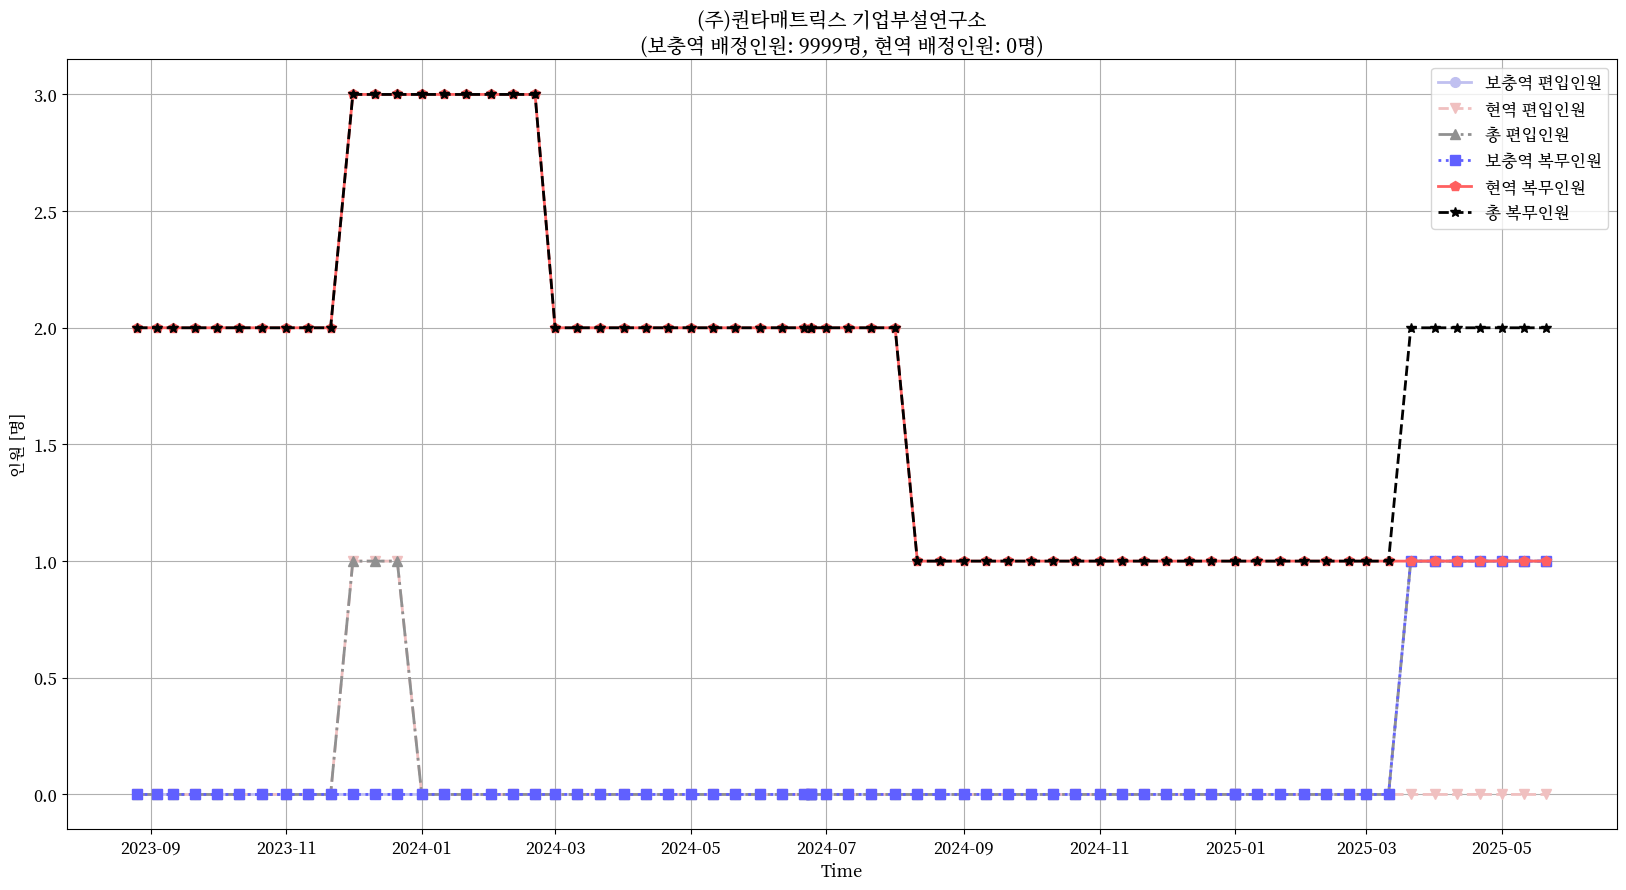 (주)퀀타매트릭스 기업부설연구소
(보충역 배정인원: 9999명, 현역 배정인원: 0명)
보충역 편입인원
현역 편입인원
총 편입인원
보충역 복무인원
현역 복무인원
총 복무인원
인원 [명]
3.0
2.5
2.0
1.5
1.0
0.5
0.0
2023-09 2023-11 2024-01 2024-03 2024-05 2024-07 2024-09 2024-11 2025-01 2025-03 2025-05
Time